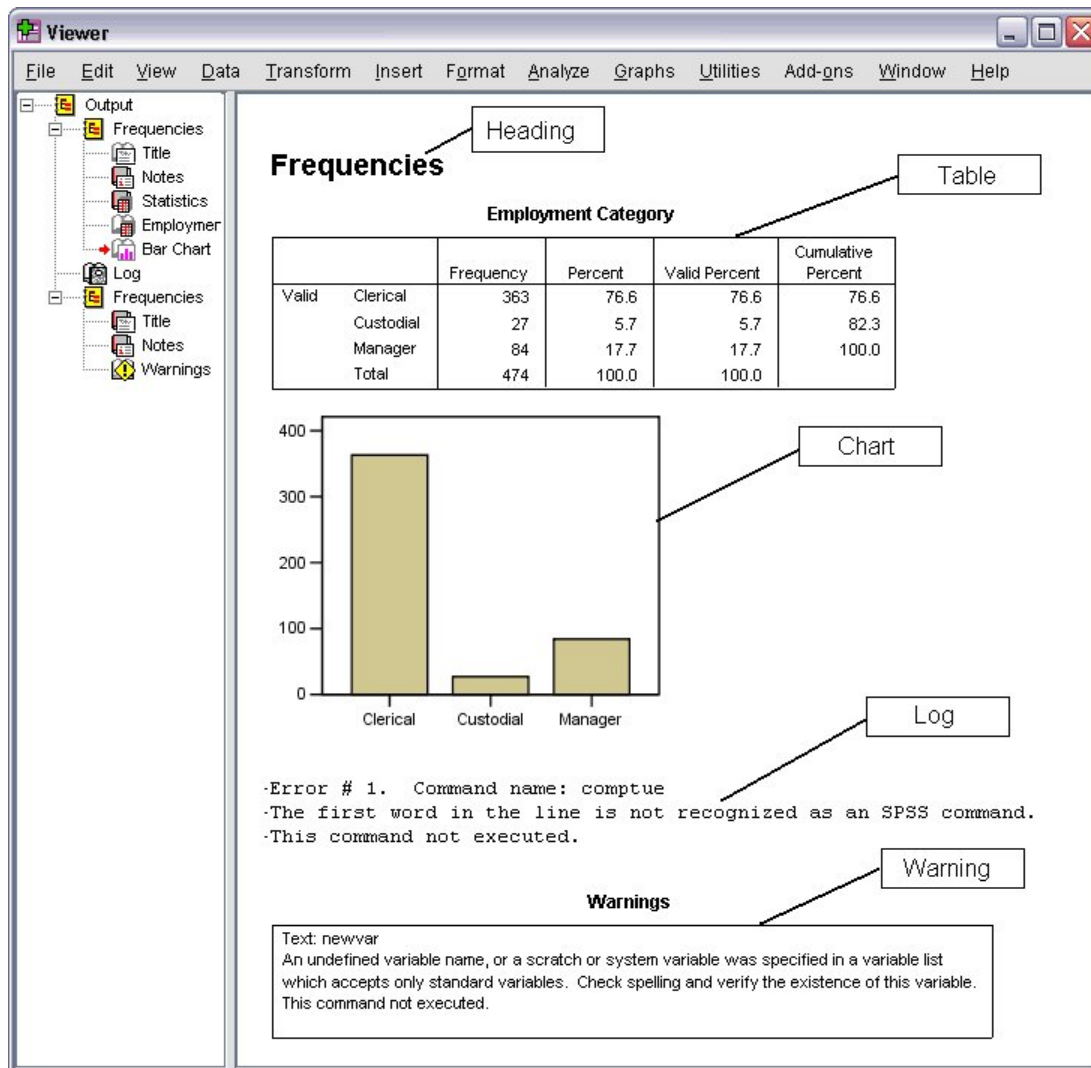 Viewer
File Edit View Data Transform Insert Format Analyze Graphs Utilities Add-ons Window Help
Output
Frequencies
Title
Notes
Statistics
Employmer
Bar Chart
Log
Frequencies
Title
Notes
Warnings
Heading
Frequencies
Table
Employment Category
Frequency Percent Valid Percent Cumulative Percent
Valid Clerical 363 76.6 76.6 76.6
Custodial 27 5.7 5.7 82.3
Manager 84 17.7 17.7 100.0
Total 474 100.0 100.0
Chart
400
300
200
100
0
Clerical Custodial Manager
Log
-Error # 1. Command name: comptue
-The first word in the line is not recognized as an SPSS command.
-This command not executed.
Warning
Warnings
Text: newvar
An undefined variable name, or a scratch or system variable was specified in a variable list
which accepts only standard variables. Check spelling and verify the existence of this variable.
This command not executed.